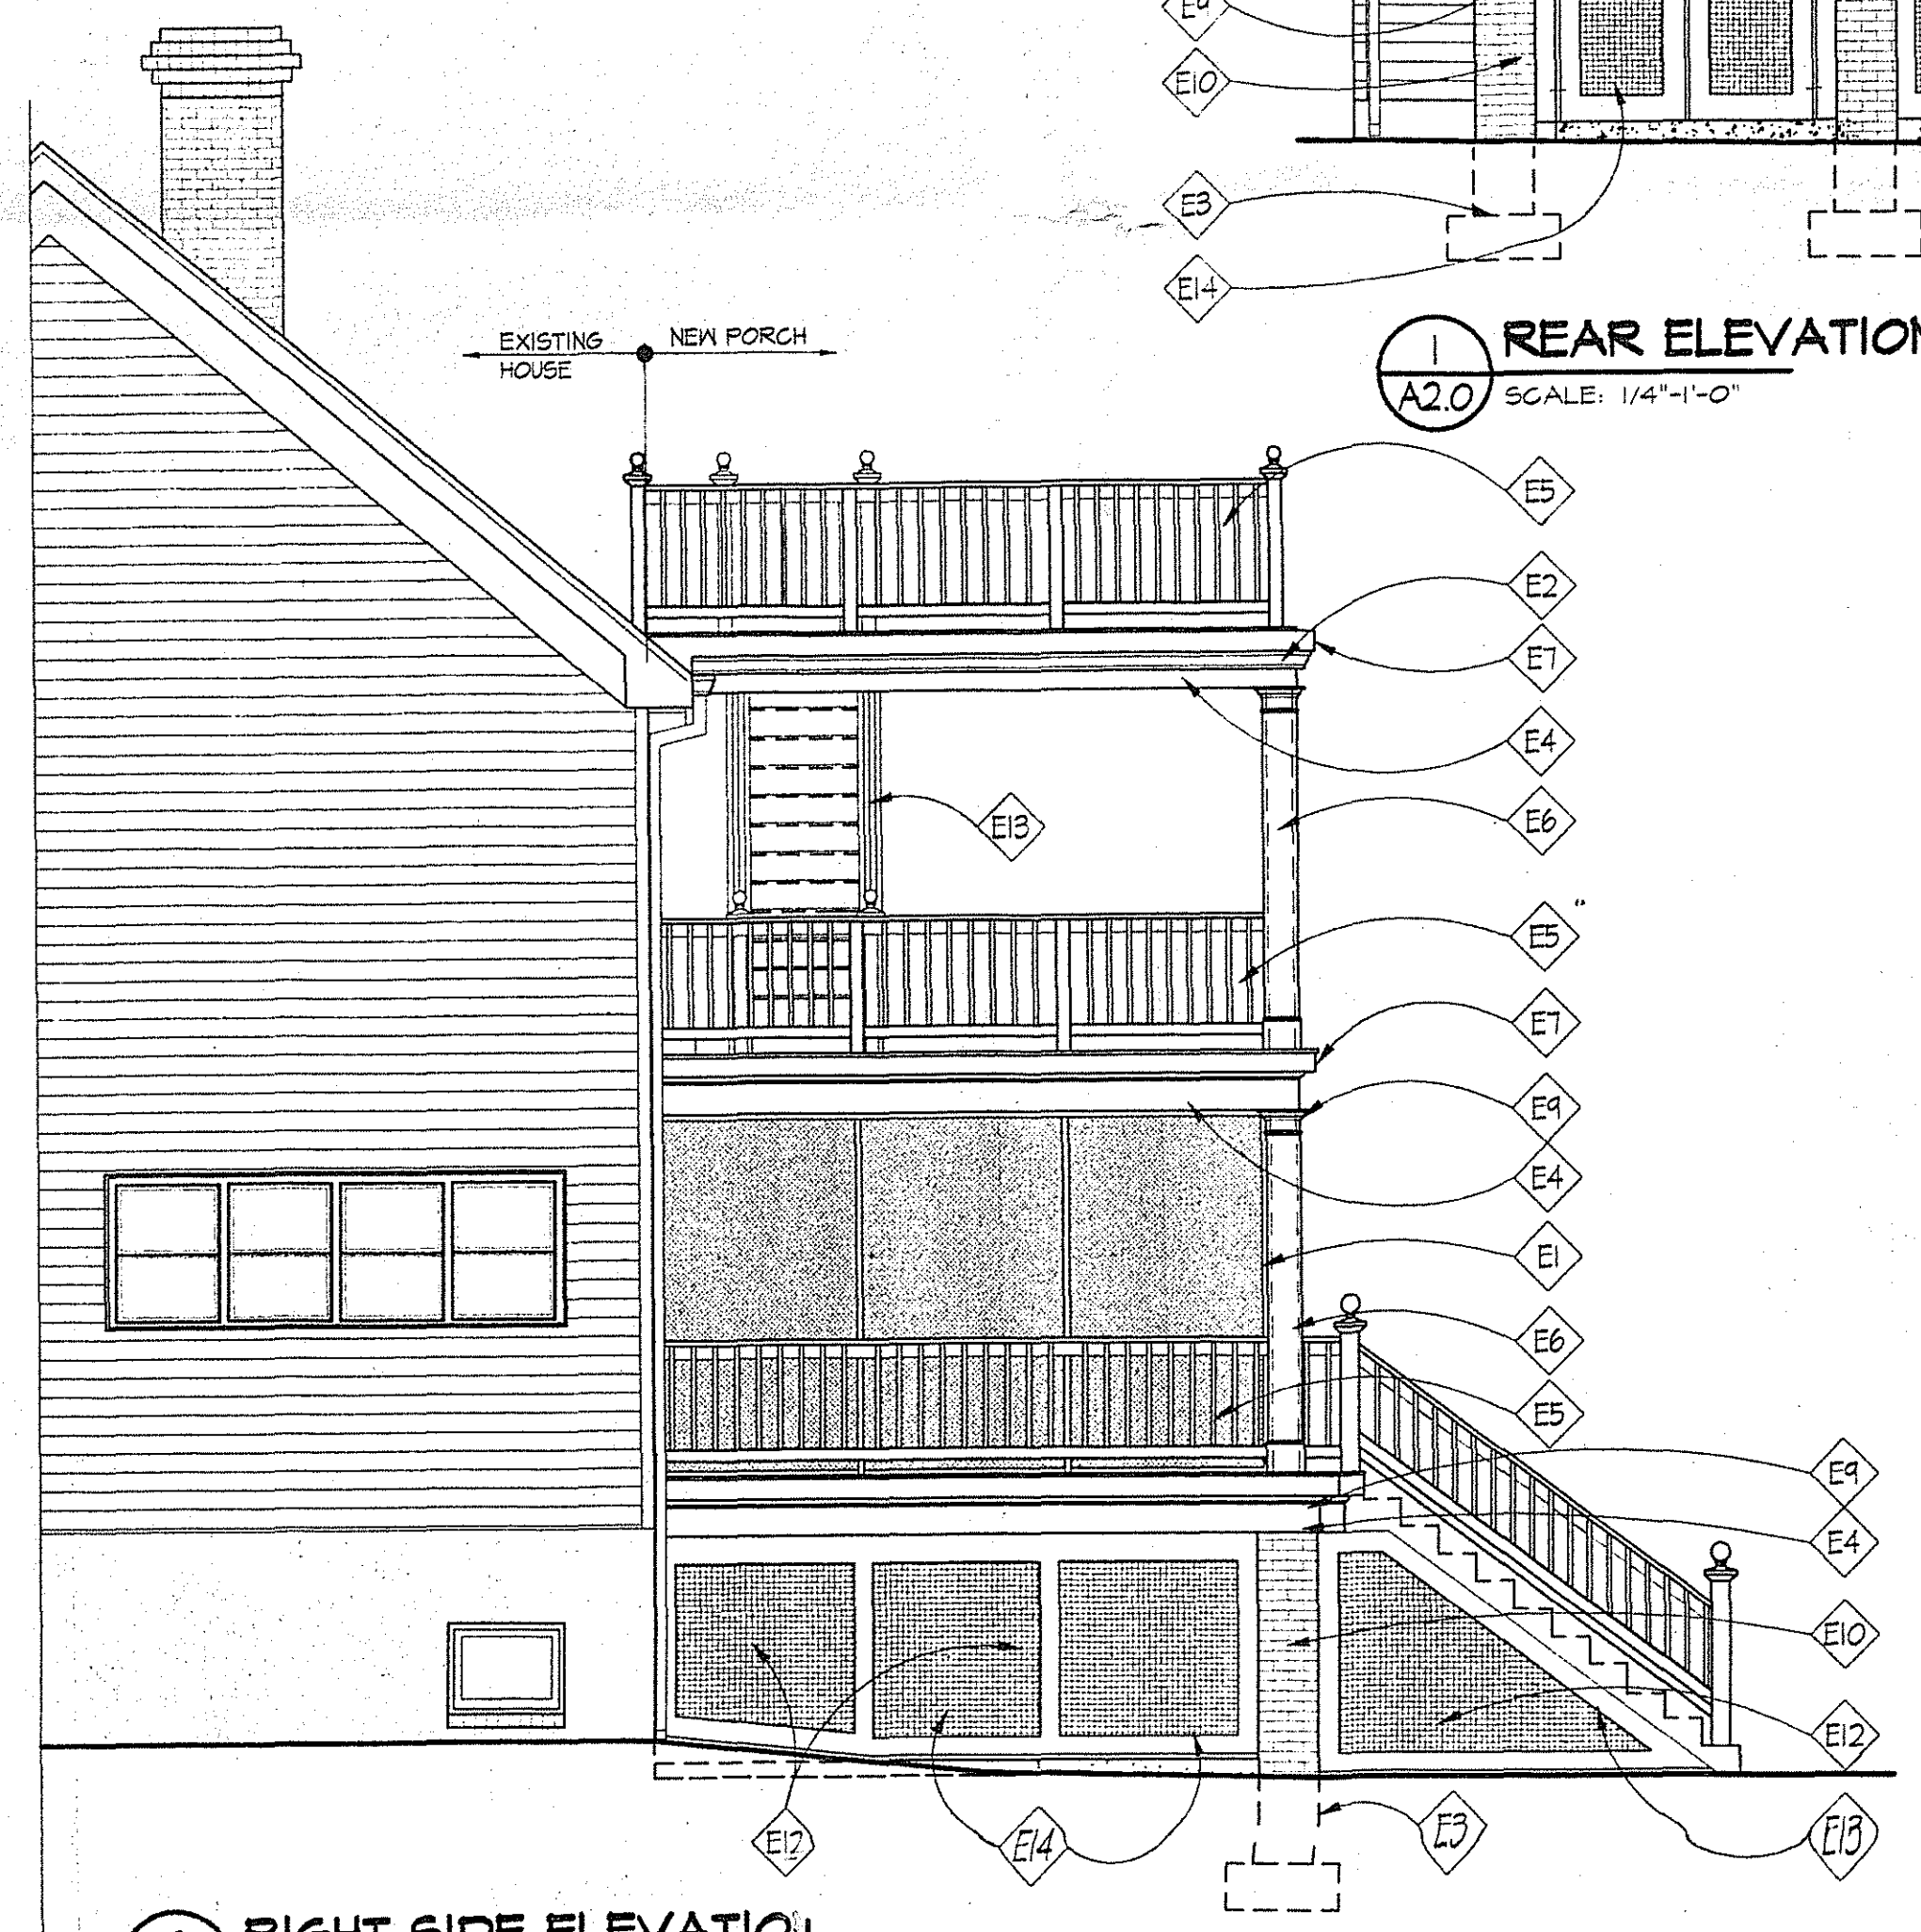 E9
E10
E3
E14
1
A2.0
REAR ELEVATION
SCALE: 1/4"-1'-0"
EXISTING
HOUSE
NEW PORCH
E5
E2
E7
E4
E6
E13
E5
E7
E9
E4
E1
E6
E5
E9
E4
E10
E12
E12
E14
E3
E13
RIGHT SIDE ELEVATION